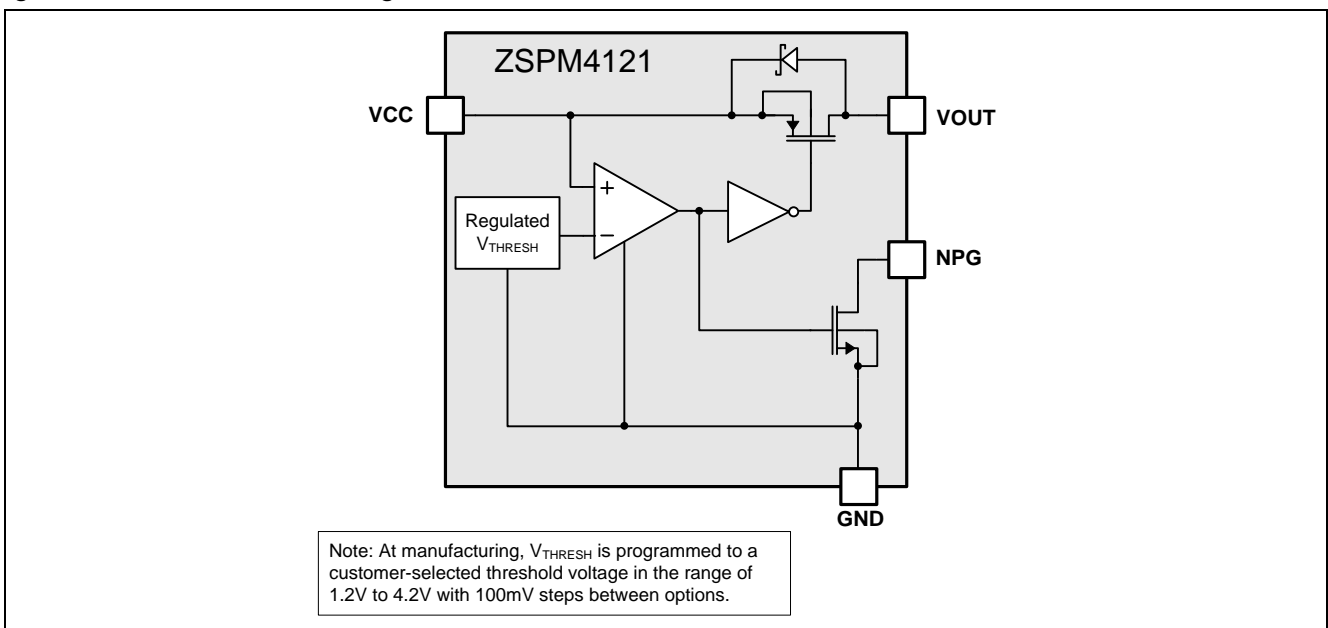 ZSPM4121
VCC
VOUT
+
Regulated
VTHRESH
−
NPG
GND
Note: At manufacturing, VTHRESH is programmed to a
customer-selected threshold voltage in the range of
1.2V to 4.2V with 100mV steps between options.